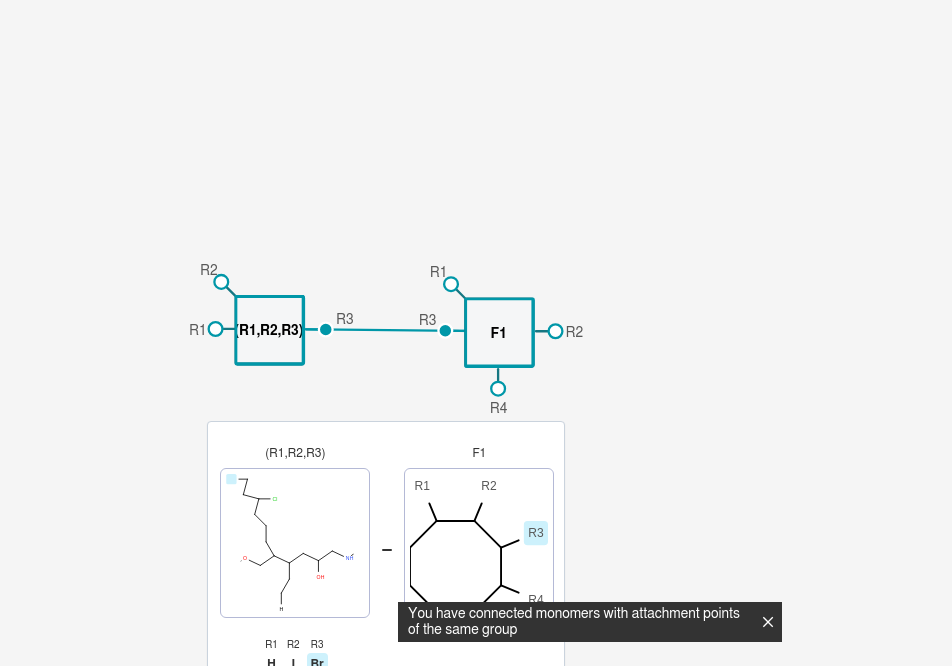 R2
R1
R1
(R1,R2,R3)
R3
R3
F1
R2
R4
(R1,R2,R3)
F1
Cl
O
NH
OH
H
R1
R2
R3
R4
You have connected monomers with attachment points
of the same group
R1 R2 R3
H I Br